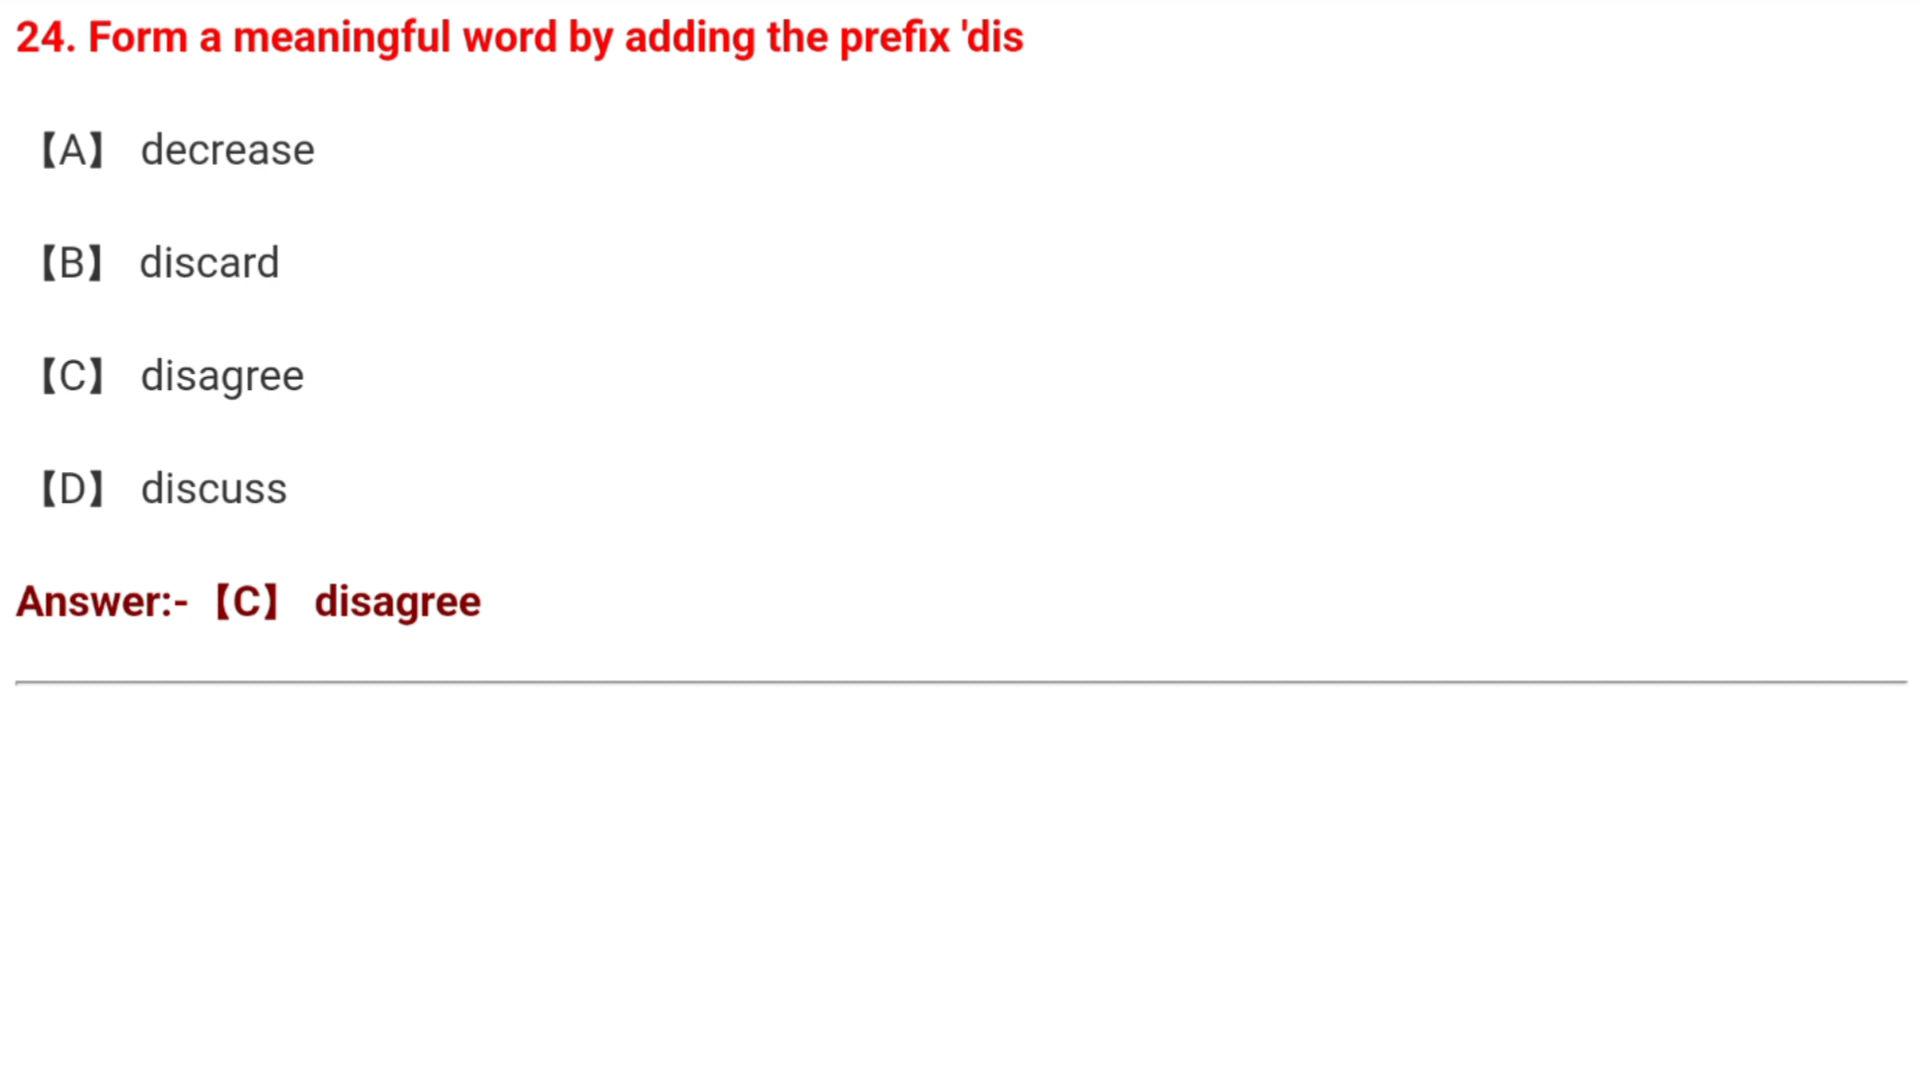 24. Form a meaningful word by adding the prefix 'dis
【A】 decrease
【B】 discard
【C】 disagree
【D】 discuss
Answer:-【C】 disagree